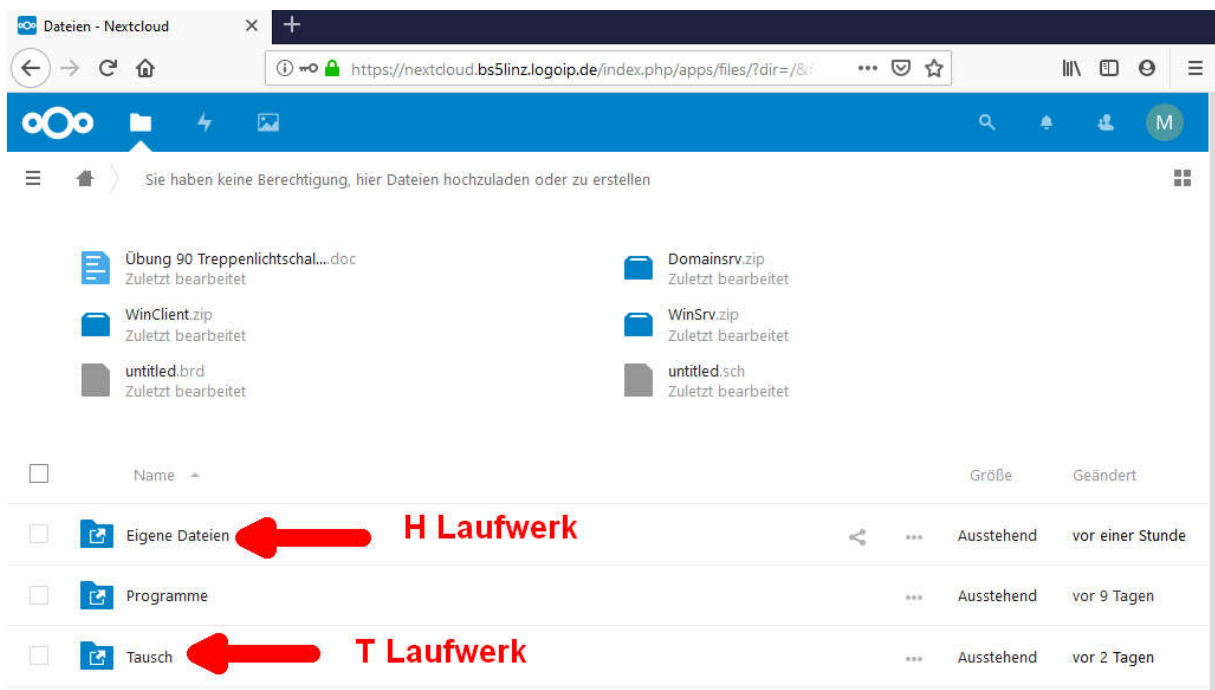 Dateien - Nextcloud
https://nextcloud.bs5linz.logoip.de/index.php/apps/files/?dir=/&
M
Sie haben keine Berechtigung, hier Dateien hochzuladen oder zu erstellen
Übung 90 Treppenlichtschal....doc
Zuletzt bearbeitet
Domainsrv.zip
Zuletzt bearbeitet
WinClient.zip
Zuletzt bearbeitet
WinSrv.zip
Zuletzt bearbeitet
untitled.brd
Zuletzt bearbeitet
untitled.sch
Zuletzt bearbeitet
Name Größe Geändert
Eigene Dateien H Laufwerk Ausstehend vor einer Stunde
Programme Ausstehend vor 9 Tagen
Tausch T Laufwerk Ausstehend vor 2 Tagen